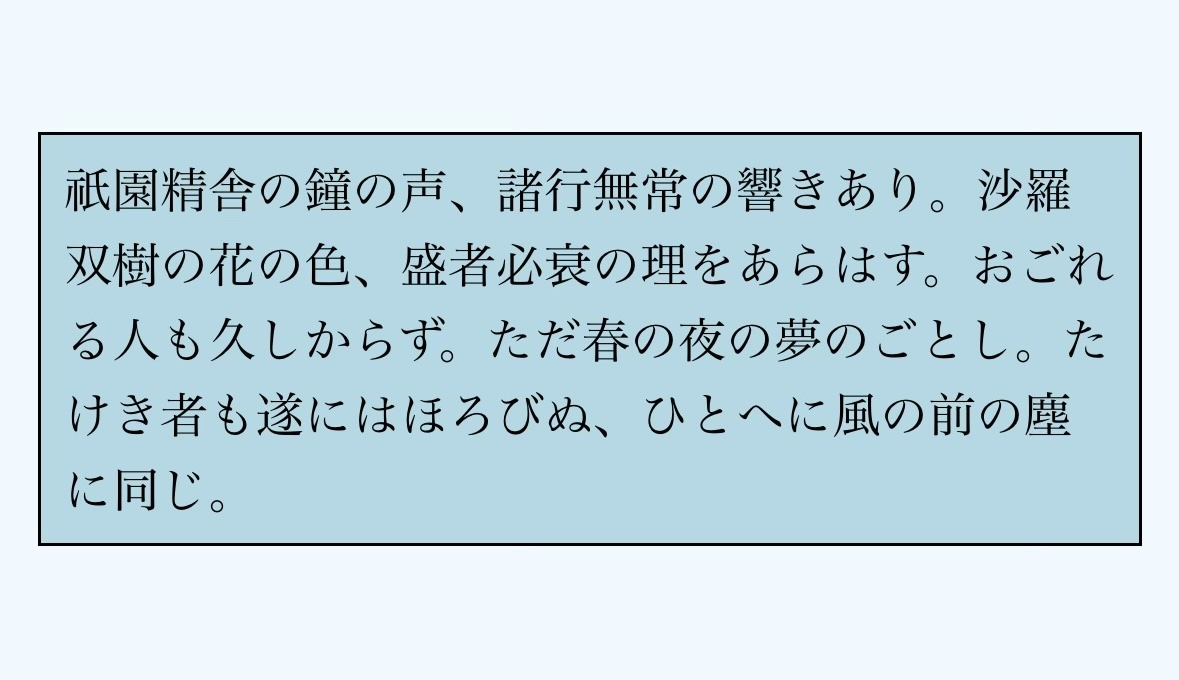 祇園精舎の鐘の声、諸行無常の響きあり。沙羅
双樹の花の色、盛者必衰の理をあらはす。おごれ
る人も久しからず。ただ春の夜の夢のごとし。た
けき者も遂にはほろびぬ、ひとへに風の前の塵
に同じ。